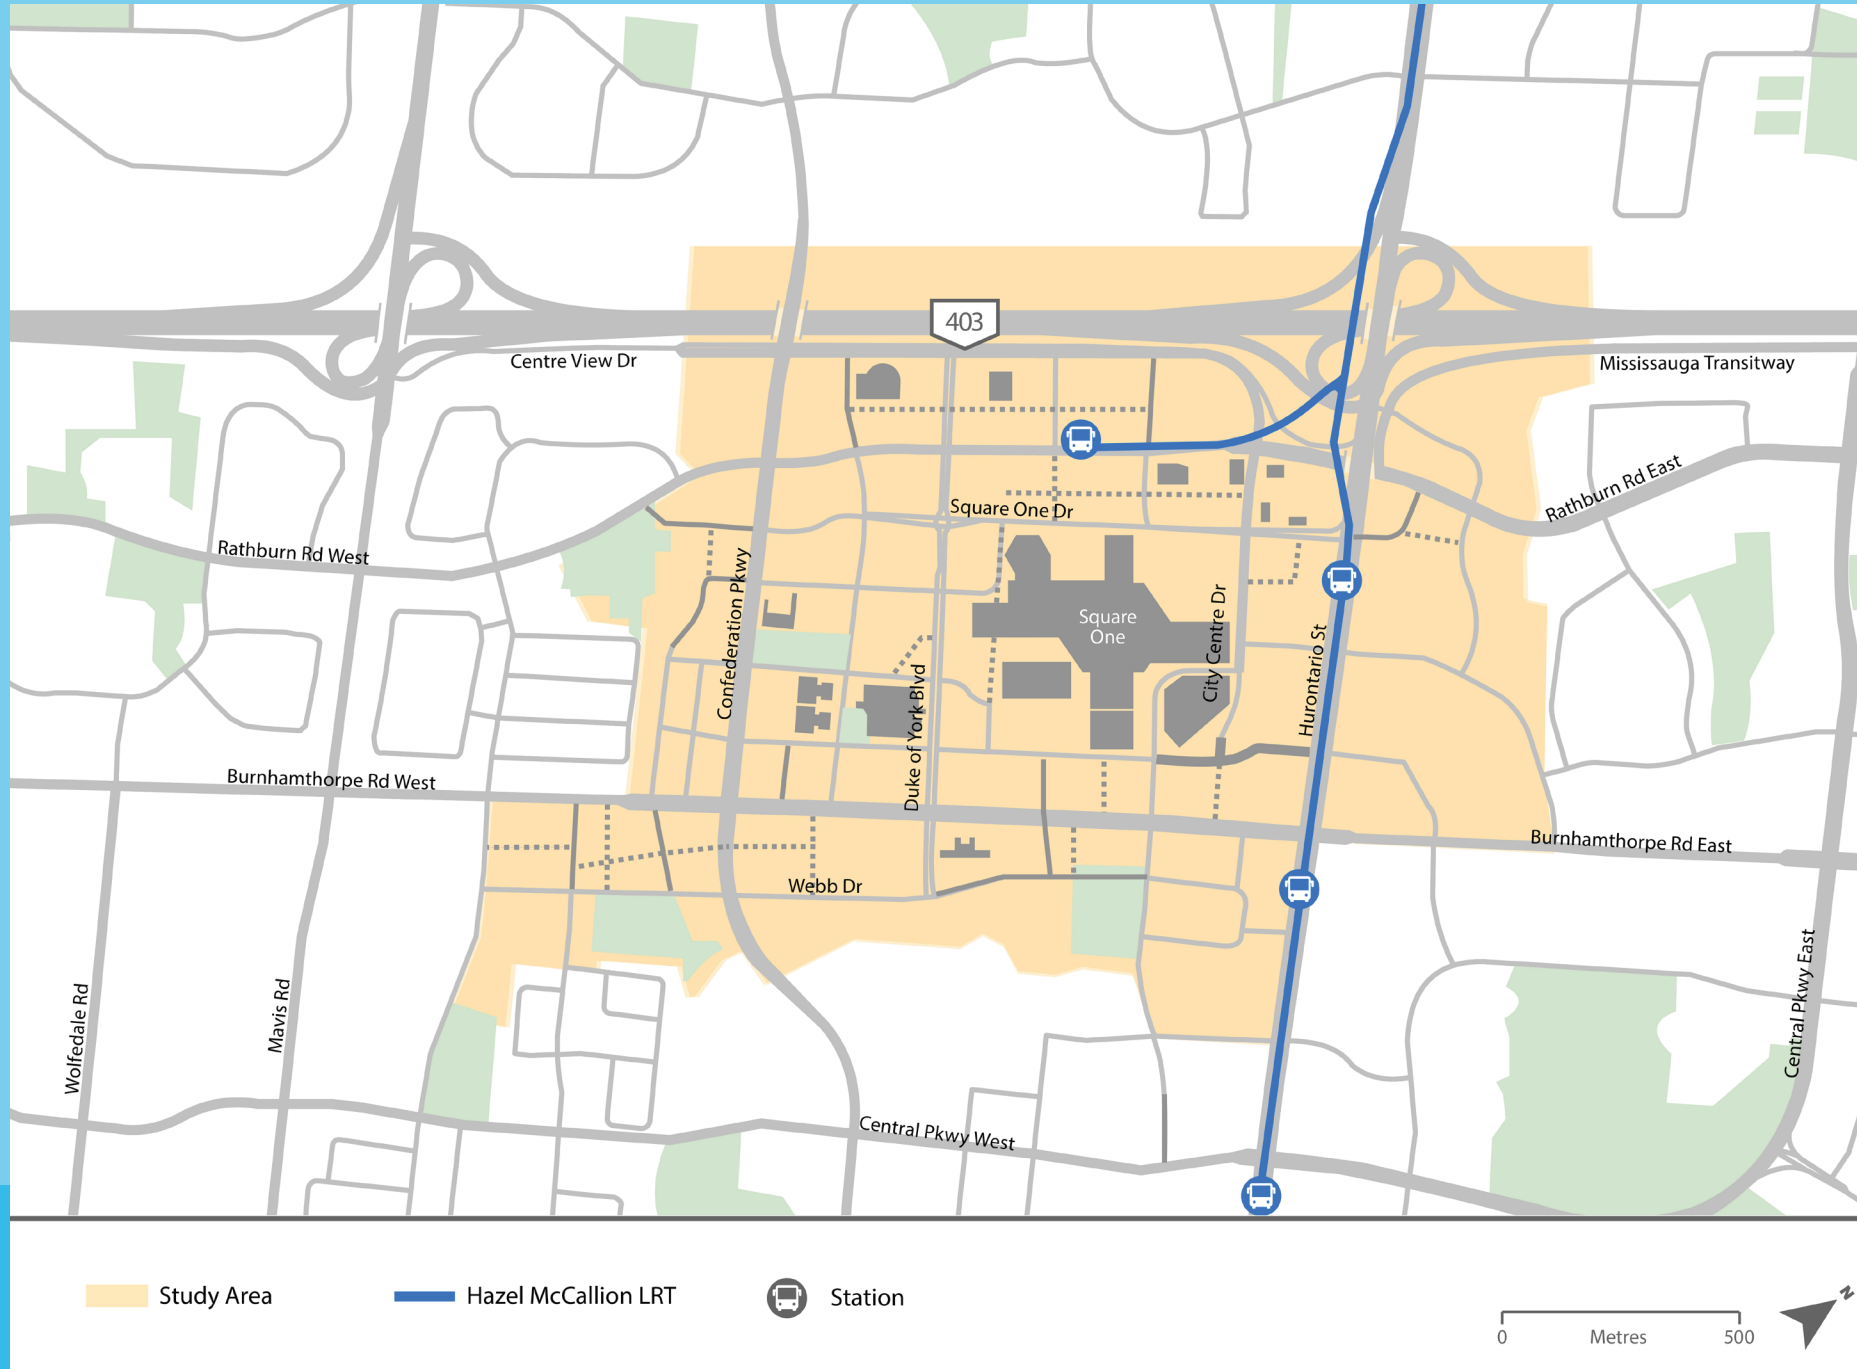 403
Centre View Dr
Mississauga Transitway
Rathburn Rd East
Square One Dr
Rathburn Rd West
Confederation Pkwy
Square
One
City Centre Dr
Hurontario St
Duke of York Blvd
Burnhamthorpe Rd West
Burnhamthorpe Rd East
Webb Dr
Wolfedale Rd
Mavis Rd
Central Pkwy East
Central Pkwy West
Study Area
Hazel McCallion LRT
Station
N
0 Metres 500